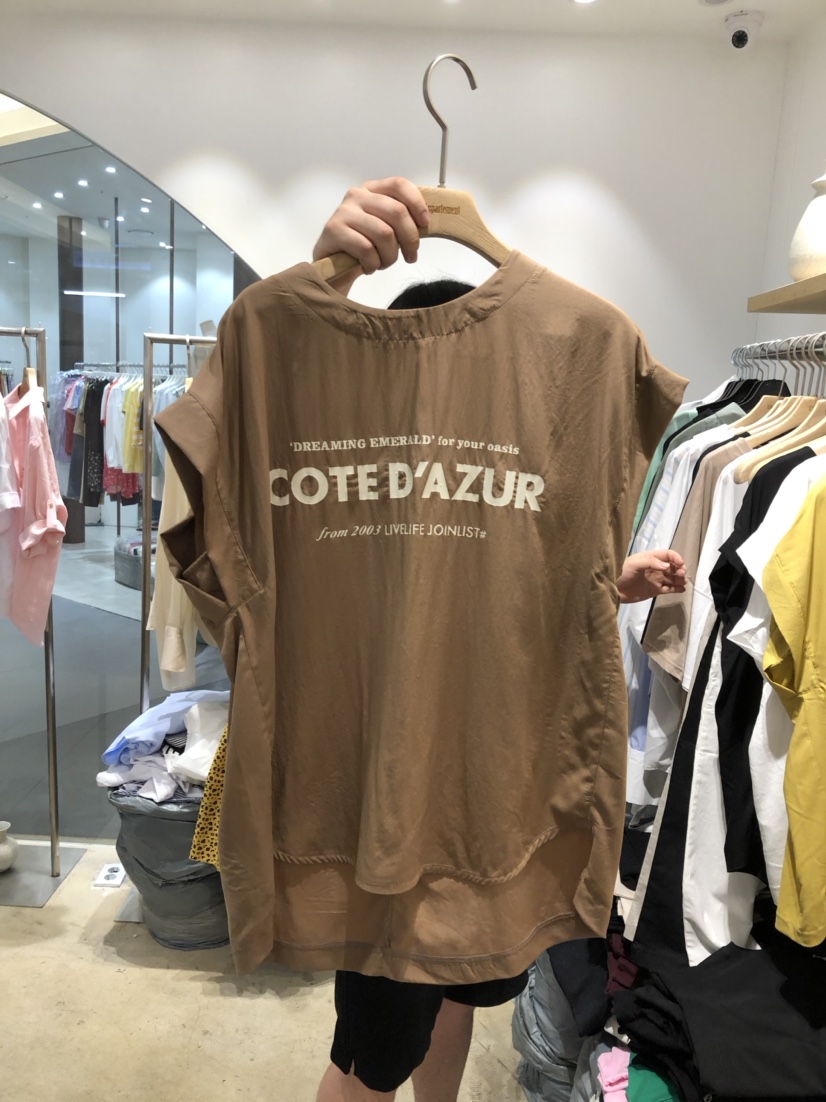 'DREAMING EMERALD' for your oasis
COTE D'AZUR
from 2003 LIVELIFE JOINLIST#